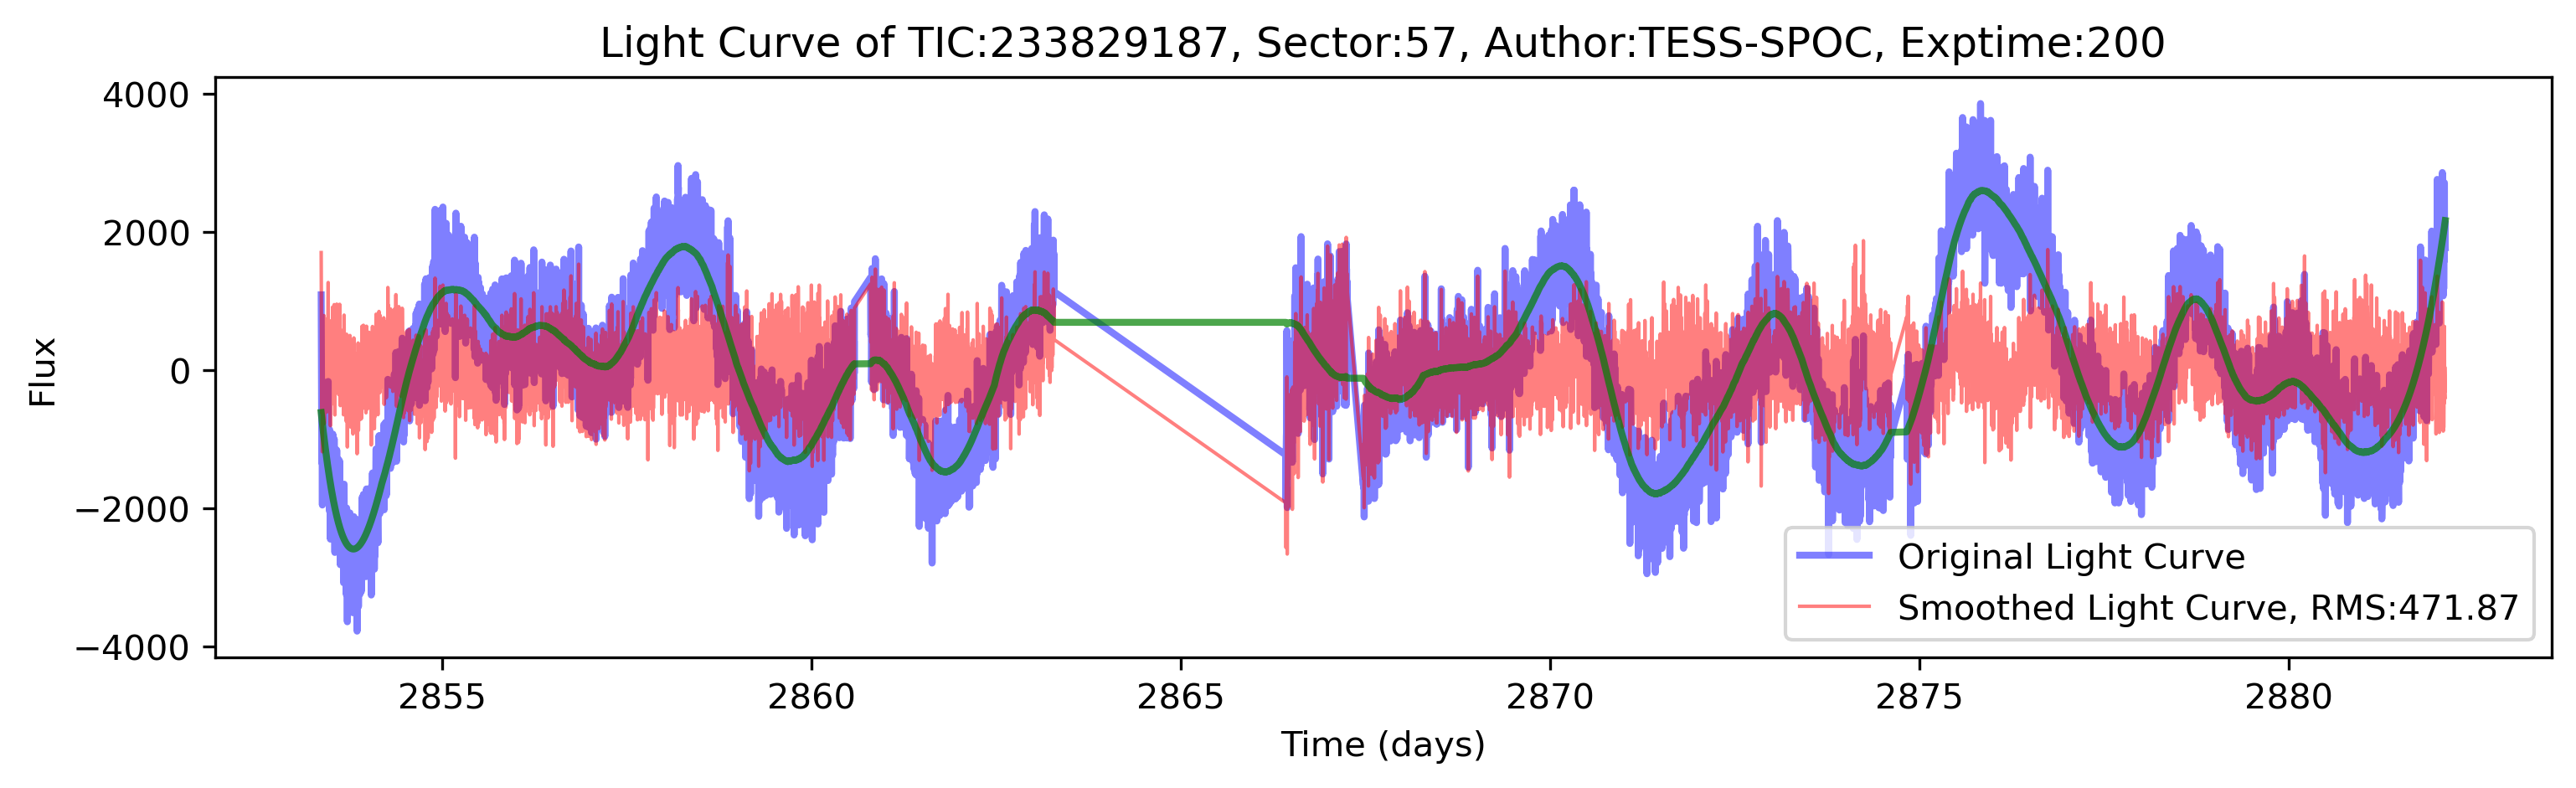 Light Curve of TIC:233829187, Sector:57, Author:TESS-SPOC, Exptime:200
4000
2000
0
−2000
−4000
Flux
2855 2860 2865 2870 2875 2880
Time (days)
Original Light Curve
Smoothed Light Curve, RMS:471.87